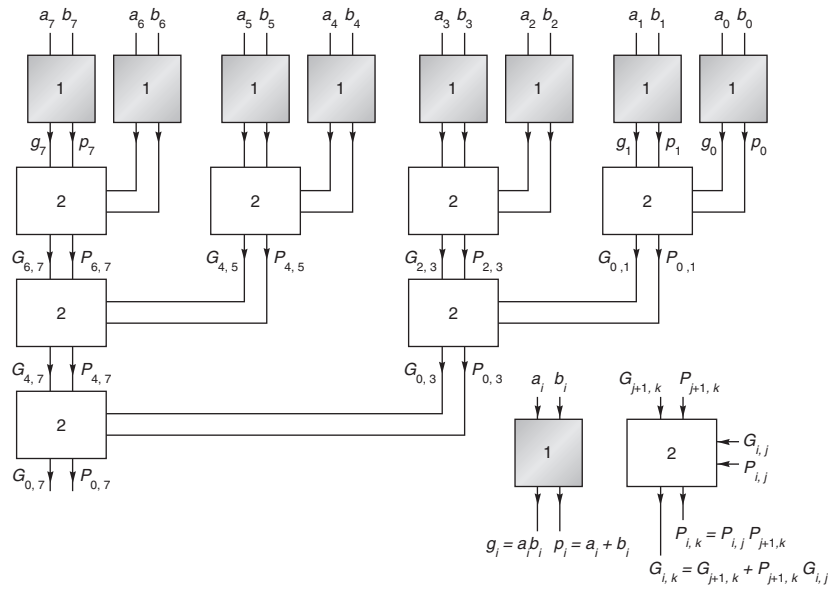 a7 b7 a6 b6 a5 b5 a4 b4 a3 b3 a2 b2 a1 b1 a0 b0
1 1 1 1 1 1 1 1
g7 p7 g1 p1 g0 p0
2 2 2 2
G6, 7 P6, 7 G4, 5 P4, 5 G2, 3 P2, 3 G0, 1 P0, 1
2 2
G4, 7 P4, 7 G0, 3 P0, 3
2
G0, 7 P0, 7
ai bi Gj+1, k Pj+1, k
1 2 Gi, j
Pi, j
gi = aibi pi = ai + bi
Pi, k = Pi, j Pj+1,k
Gi, k = Gj+1, k + Pj+1, k Gi, j